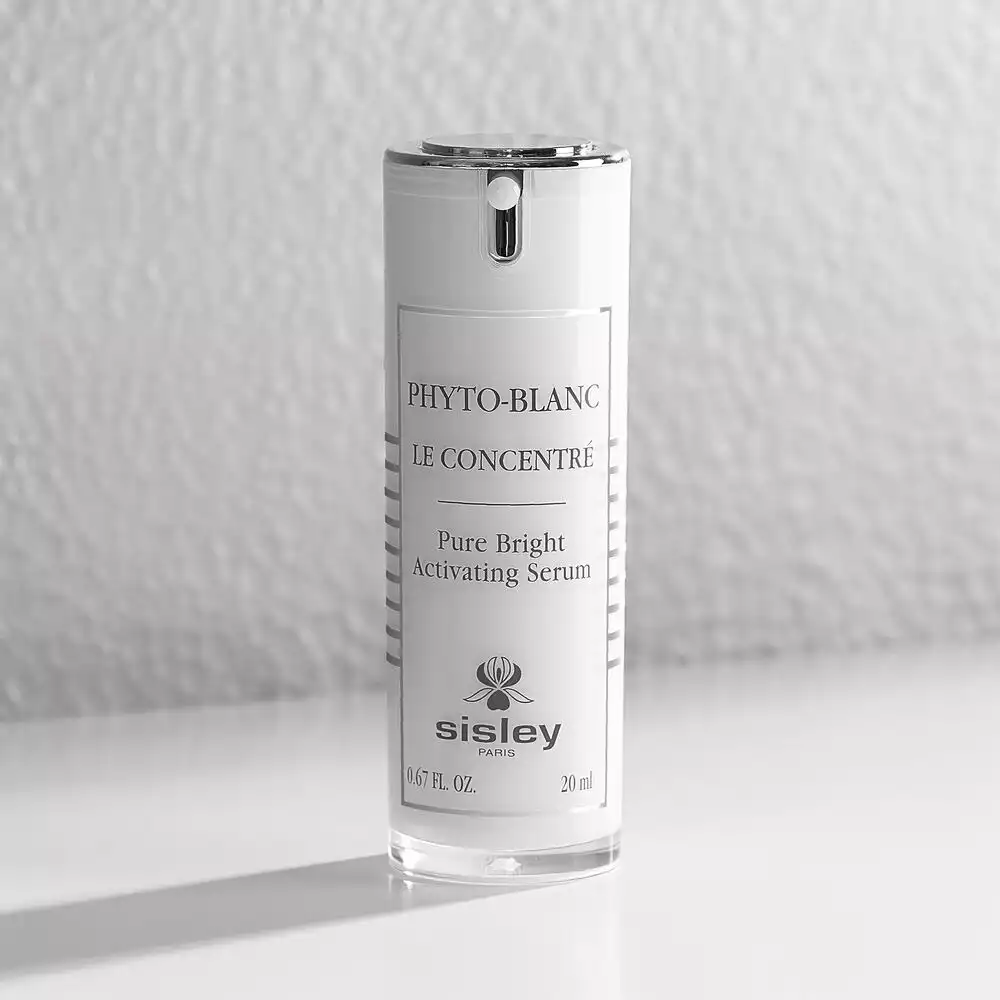 PHYTO-BLANC
LE CONCENTRÉ
Pure Bright
Activating Serum
sisley
PARIS
0.67 FL. OZ. 20 ml